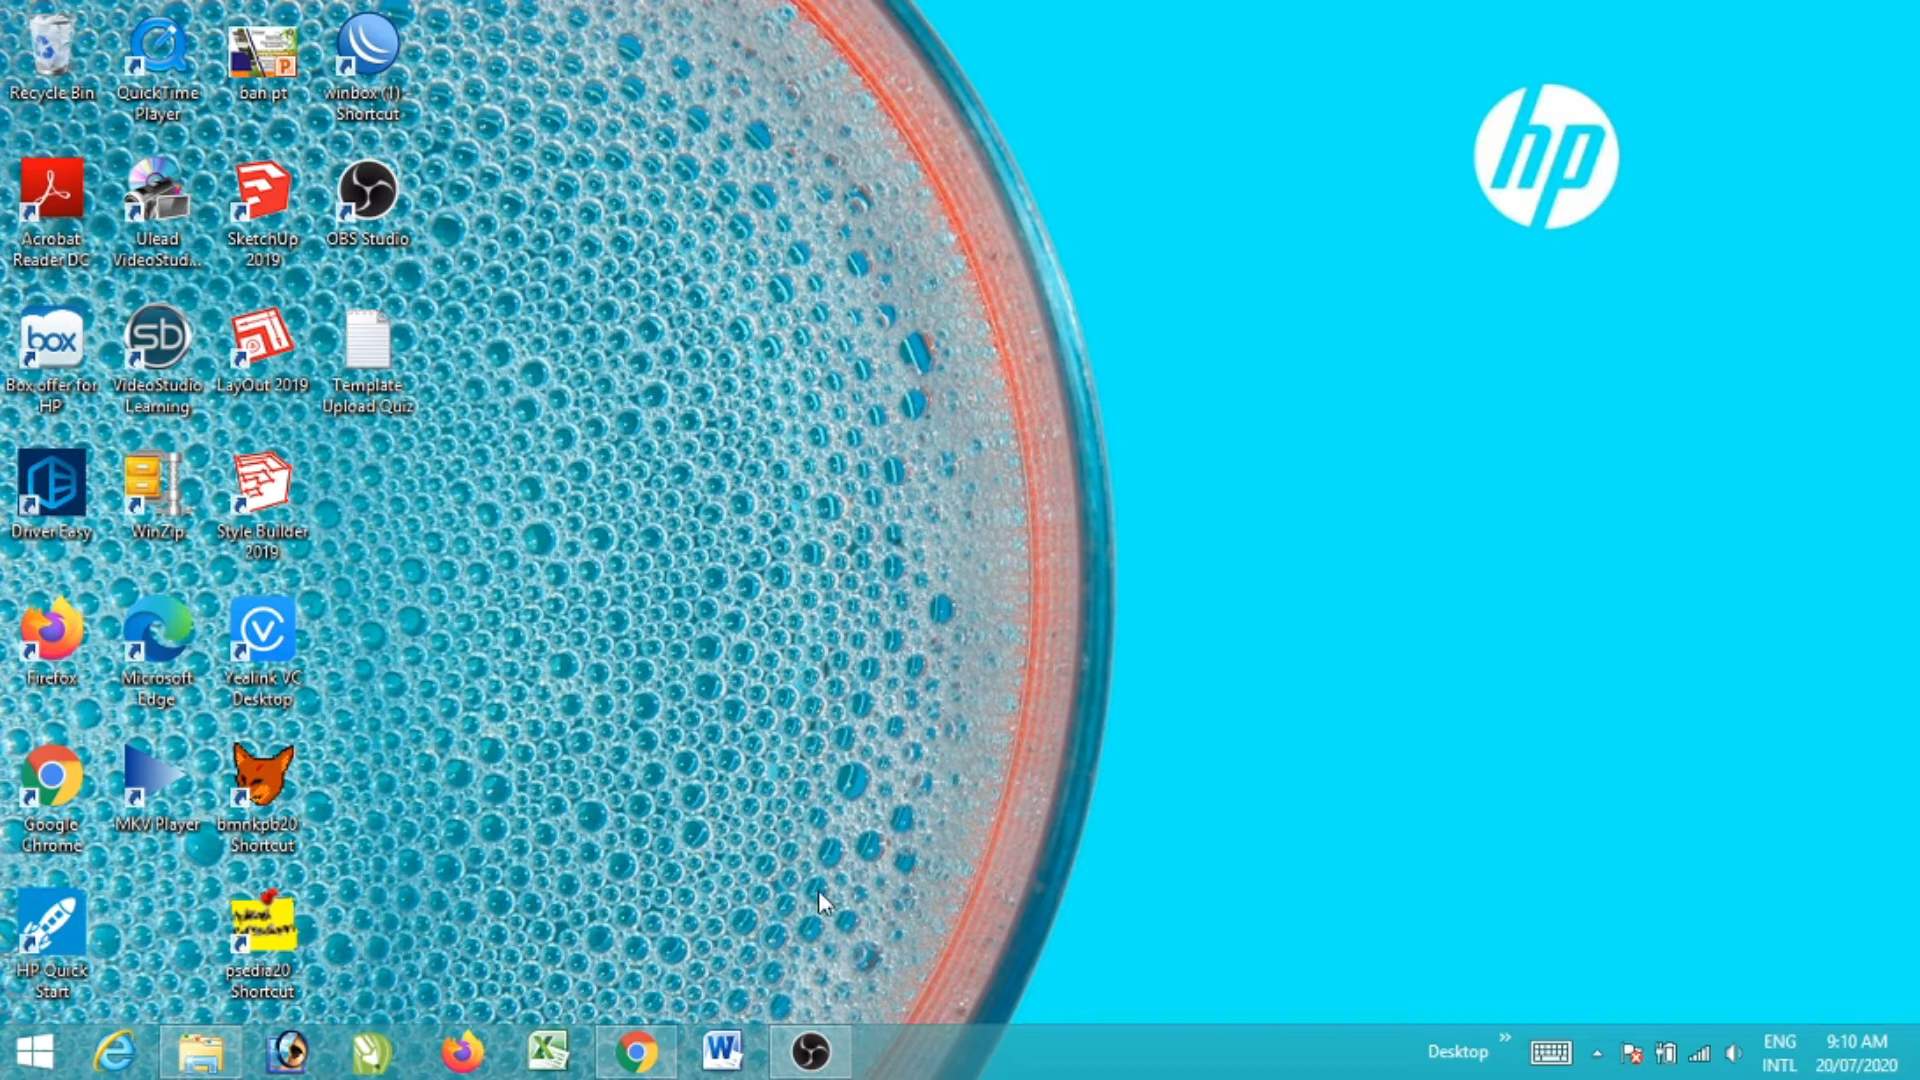 Recycle Bin
QuickTime
Player
ban pt
winbox (1) -
Shortcut
hp
Acrobat
Reader DC
Ulead
VideoStud...
SketchUp
2019
OBS Studio
box
Box offer for
HP
sb
VideoStudio
Learning
LayOut 2019
Template
Upload Quiz
Driver Easy
WinZip
Style Builder
2019
Firefox
Microsoft
Edge
Yealink VC
Desktop
Google
Chrome
MKV Player
bmnkpb20 -
Shortcut
HP Quick
Start
psedia20 -
Shortcut
Desktop
ENG
INTL
9:10 AM
20/07/2020